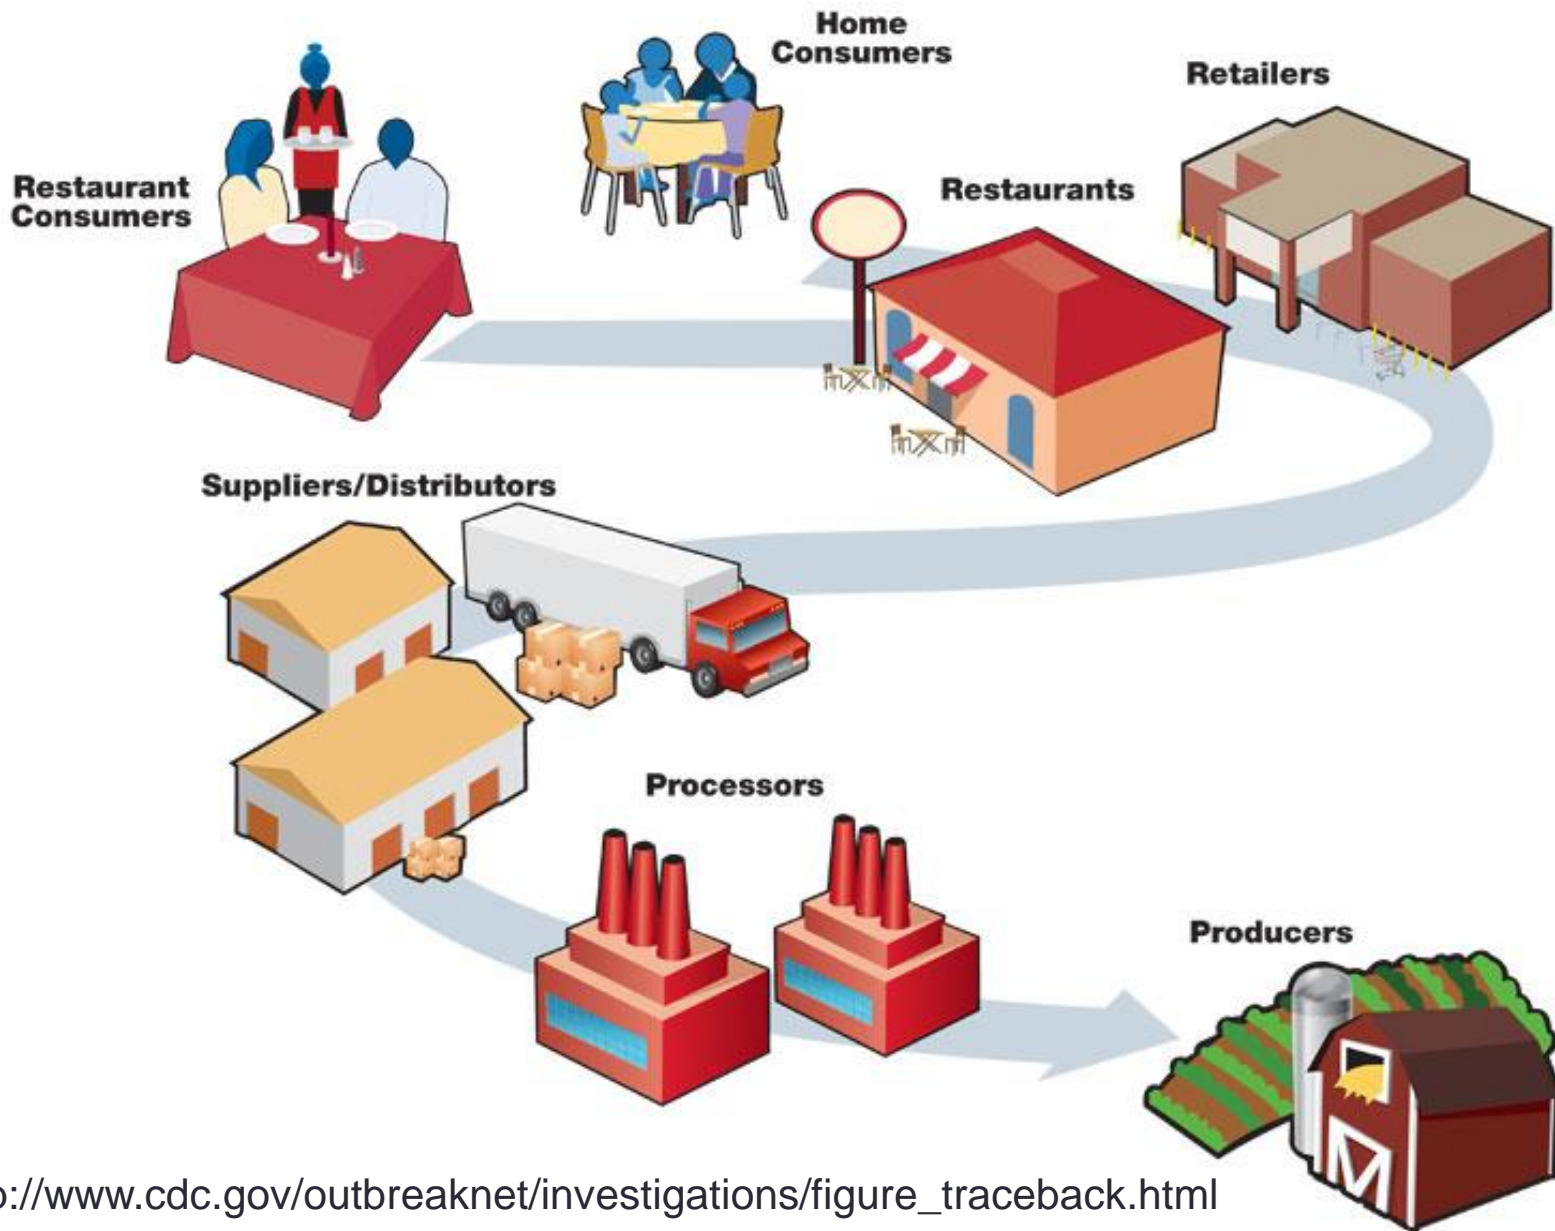 Home
Consumers
Retailers
Restaurant
Consumers
Restaurants
Suppliers/Distributors
Processors
Producers
p://www.cdc.gov/outbreaknet/investigations/figure_traceback.html